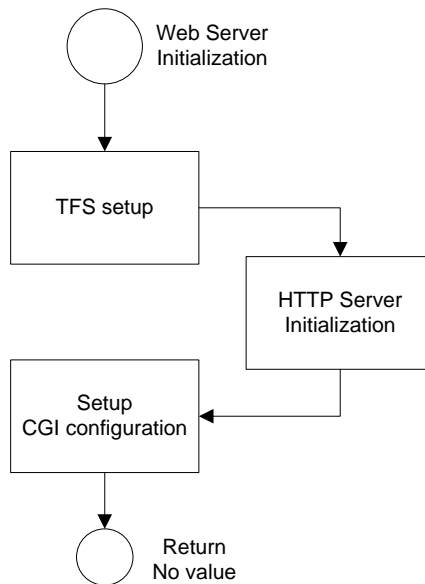 Web Server
Initialization
TFS setup
HTTP Server
Initialization
Setup
CGI configuration
Return
No value